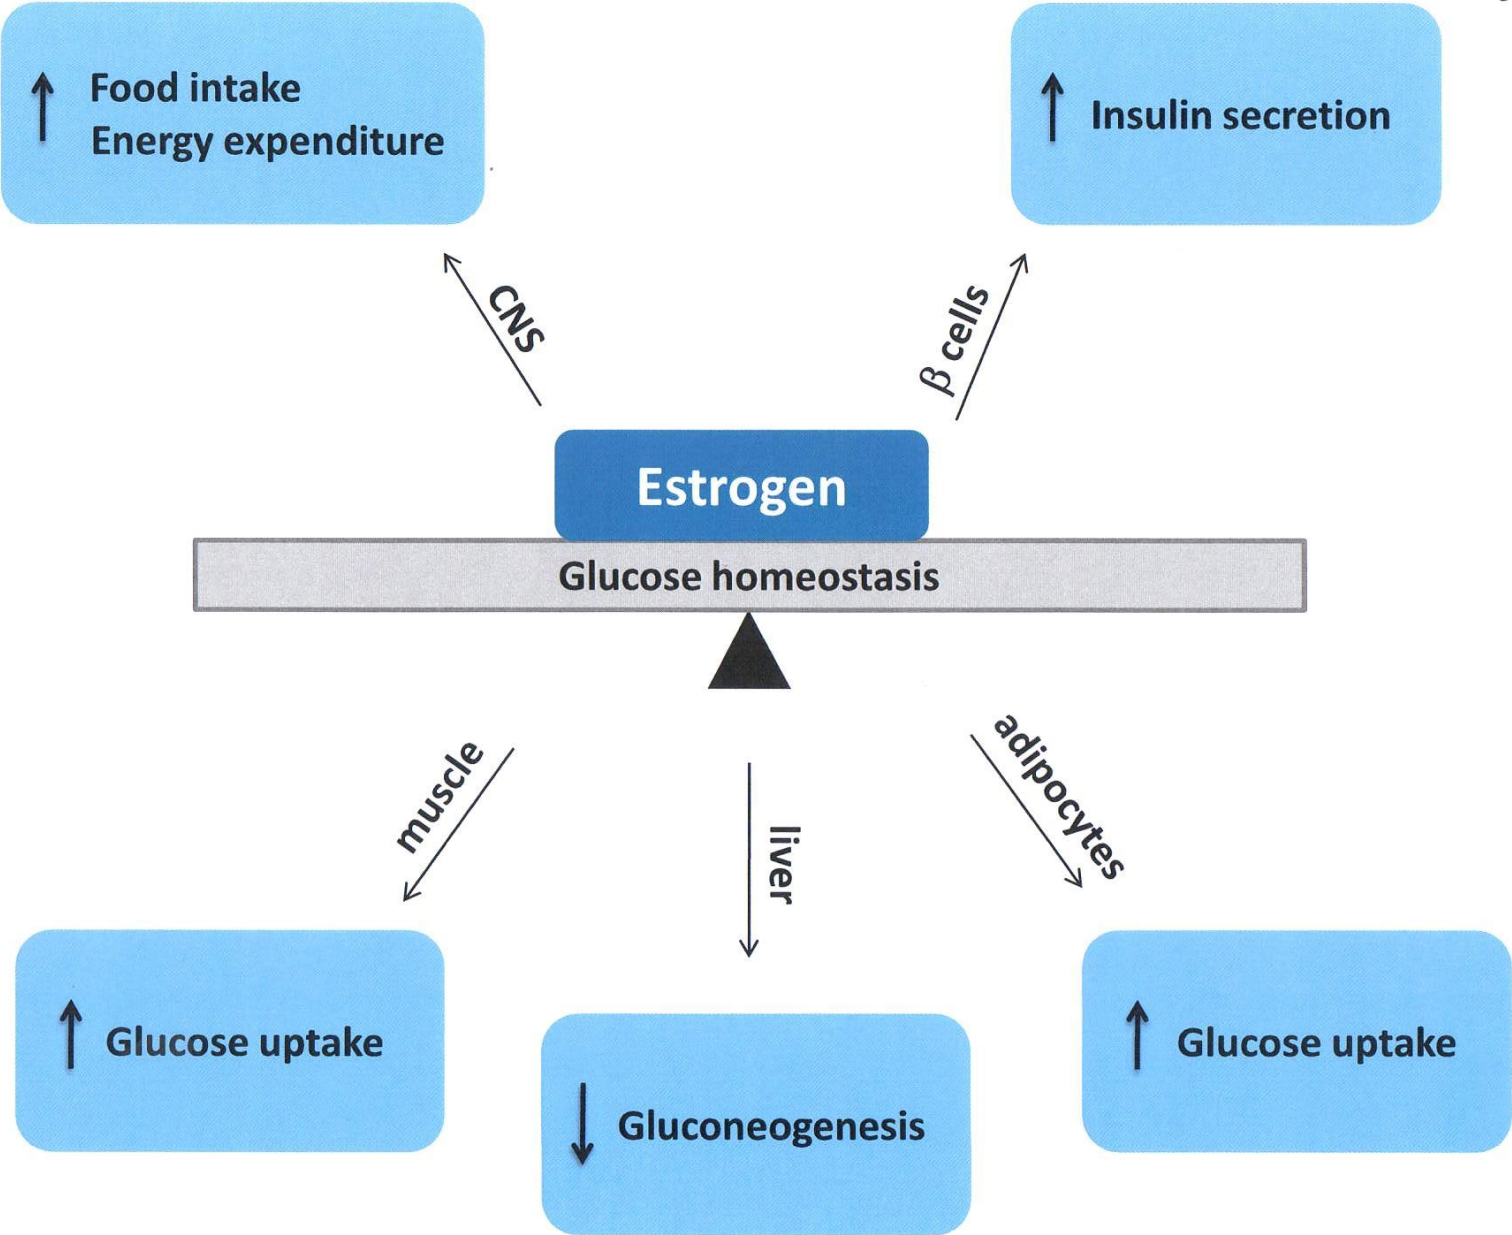 Food intake
Energy expenditure
Insulin secretion
CNS
β cells
Estrogen
Glucose homeostasis
muscle
liver
adipocytes
Glucose uptake
Gluconeogenesis
Glucose uptake